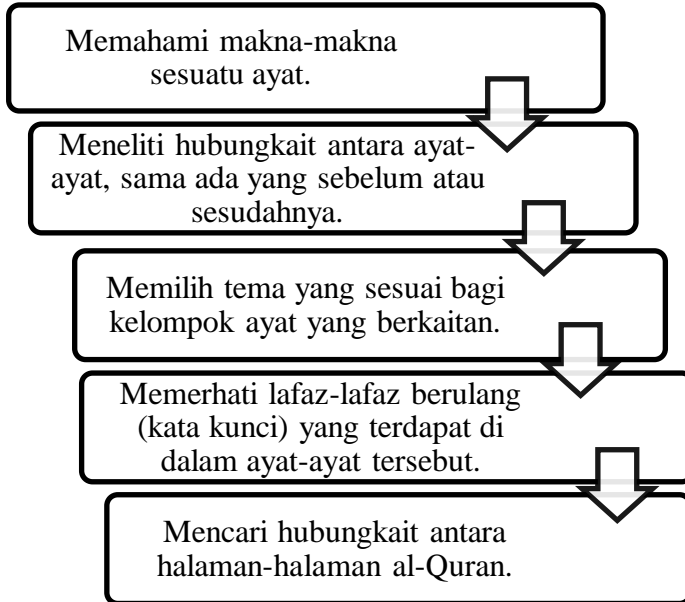 Memahami makna-makna
sesuatu ayat.
Meneliti hubungkait antara ayat-
ayat, sama ada yang sebelum atau
sesudahnya.
Memilih tema yang sesuai bagi
kelompok ayat yang berkaitan.
Memerhati lafaz-lafaz berulang
(kata kunci) yang terdapat di
dalam ayat-ayat tersebut.
Mencari hubungkait antara
halaman-halaman al-Quran.